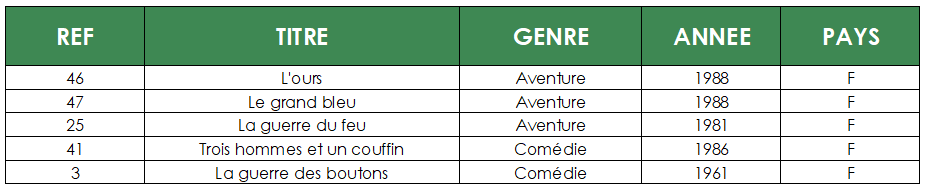 REF TITRE GENRE ANNEE PAYS
46 L'ours Aventure 1988 F
47 Le grand bleu Aventure 1988 F
25 La guerre du feu Aventure 1981 F
41 Trois hommes et un couffin Comédie 1986 F
3 La guerre des boutons Comédie 1961 F